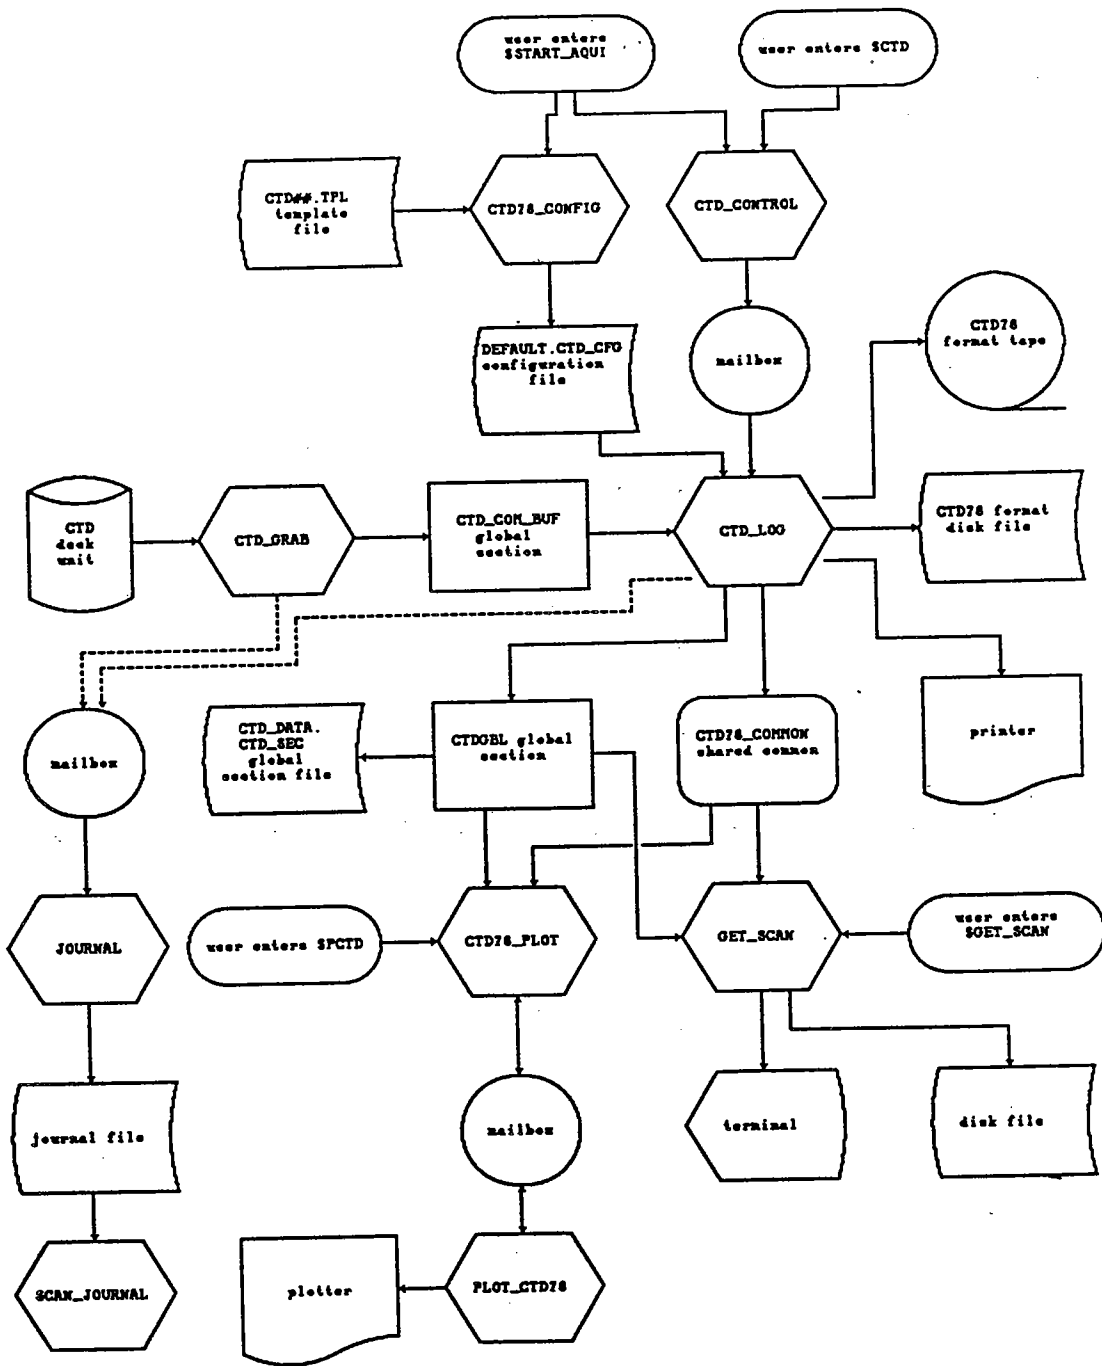 user enters
$START_AQUI
user enters $CTD
CTD##.TPL
template
file
CTD78_CONFIG
CTD_CONTROL
DEFAULT.CTD_CFG
configuration
file
mailbox
CTD78
format tape
CTD
deck
unit
CTD_GRAB
CTD_COM_BUF
global
section
CTD_LOG
CTD78 format
disk file
mailbox
CTD_DATA.
CTD_SEC
global
section file
CTDGBL global
section
CTD78_COMMON
shared common
printer
JOURNAL
user enters $PCTD
CTD78_PLOT
GET_SCAN
user enters
$GET_SCAN
journal file
mailbox
terminal
disk file
SCAN_JOURNAL
plotter
PLOT_CTD78